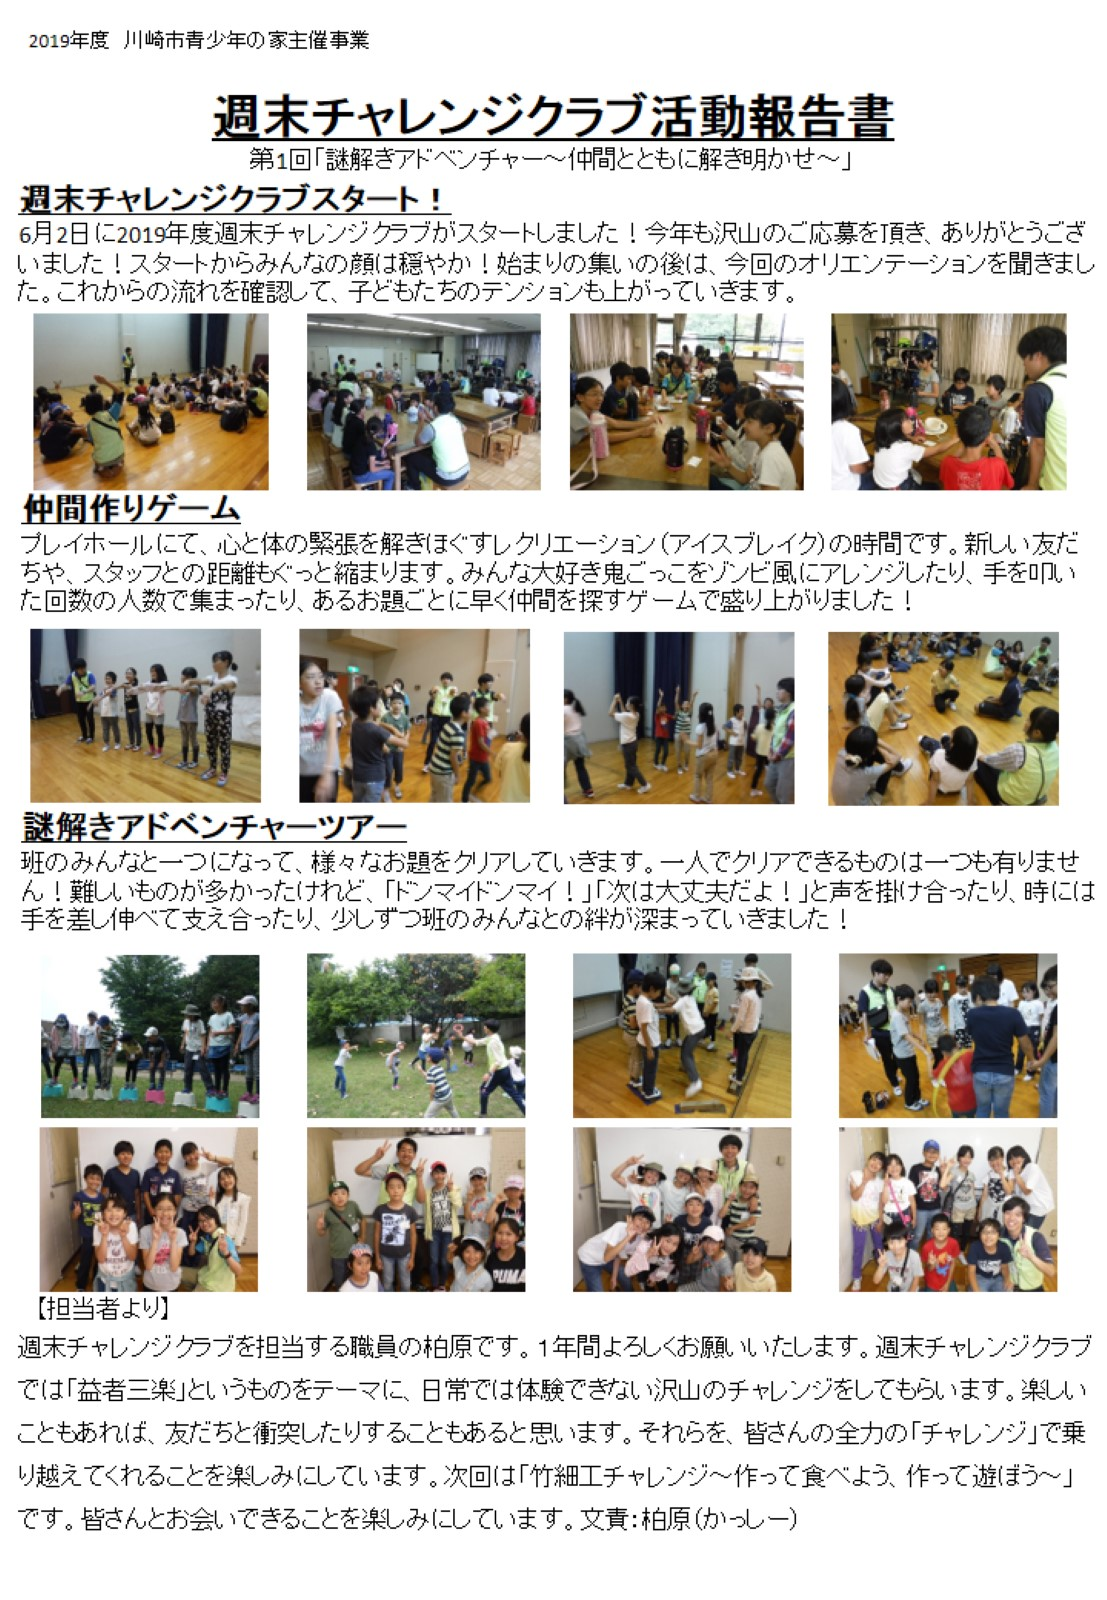 2019年度　川崎市青少年の家主催事業
週末チャレンジクラブ活動報告書
第1回「謎解きアドベンチャー～仲間とともに解き明かせ～」
週末チャレンジクラブスタート！
6月2日に2019年度週末チャレンジクラブがスタートしました！今年も沢山のご応募を頂き、ありがとうござ
いました！スタートからみんなの顔は穏やか！始まりの集いの後は、今回のオリエンテーションを聞きまし
た。これからの流れを確認して、子どもたちのテンションも上がっていきます。
仲間作りゲーム
プレイホールにて、心と体の緊張を解きほぐすレクリエーション（アイスブレイク）の時間です。新しい友だ
ちや、スタッフとの距離もぐっと縮まります。みんな大好き鬼ごっこをゾンビ風にアレンジしたり、手を叩い
た回数の人数で集まったり、あるお題ごとに早く仲間を探すゲームで盛り上がりました！
謎解きアドベンチャーツアー
班のみんなと一つになって、様々なお題をクリアしていきます。一人でクリアできるものは一つも有りませ
ん！難しいものが多かったけれど、「ドンマイドンマイ！」「次は大丈夫だよ！」と声を掛け合ったり、時には
手を差し伸べて支え合ったり、少しずつ班のみんなとの絆が深まっていきました！
PUMA
【担当者より】
週末チャレンジクラブを担当する職員の柏原です。1年間よろしくお願いいたします。週末チャレンジクラブ
では「益者三楽」というものをテーマに、日常では体験できない沢山のチャレンジをしてもらいます。楽しい
こともあれば、友だちと衝突したりすることもあると思います。それらを、皆さんの全力の「チャレンジ」で乗
り越えてくれることを楽しみにしています。次回は「竹細工チャレンジ～作って食べよう、作って遊ぼう～」
です。皆さんとお会いできることを楽しみにしています。文責：柏原（かっしー）